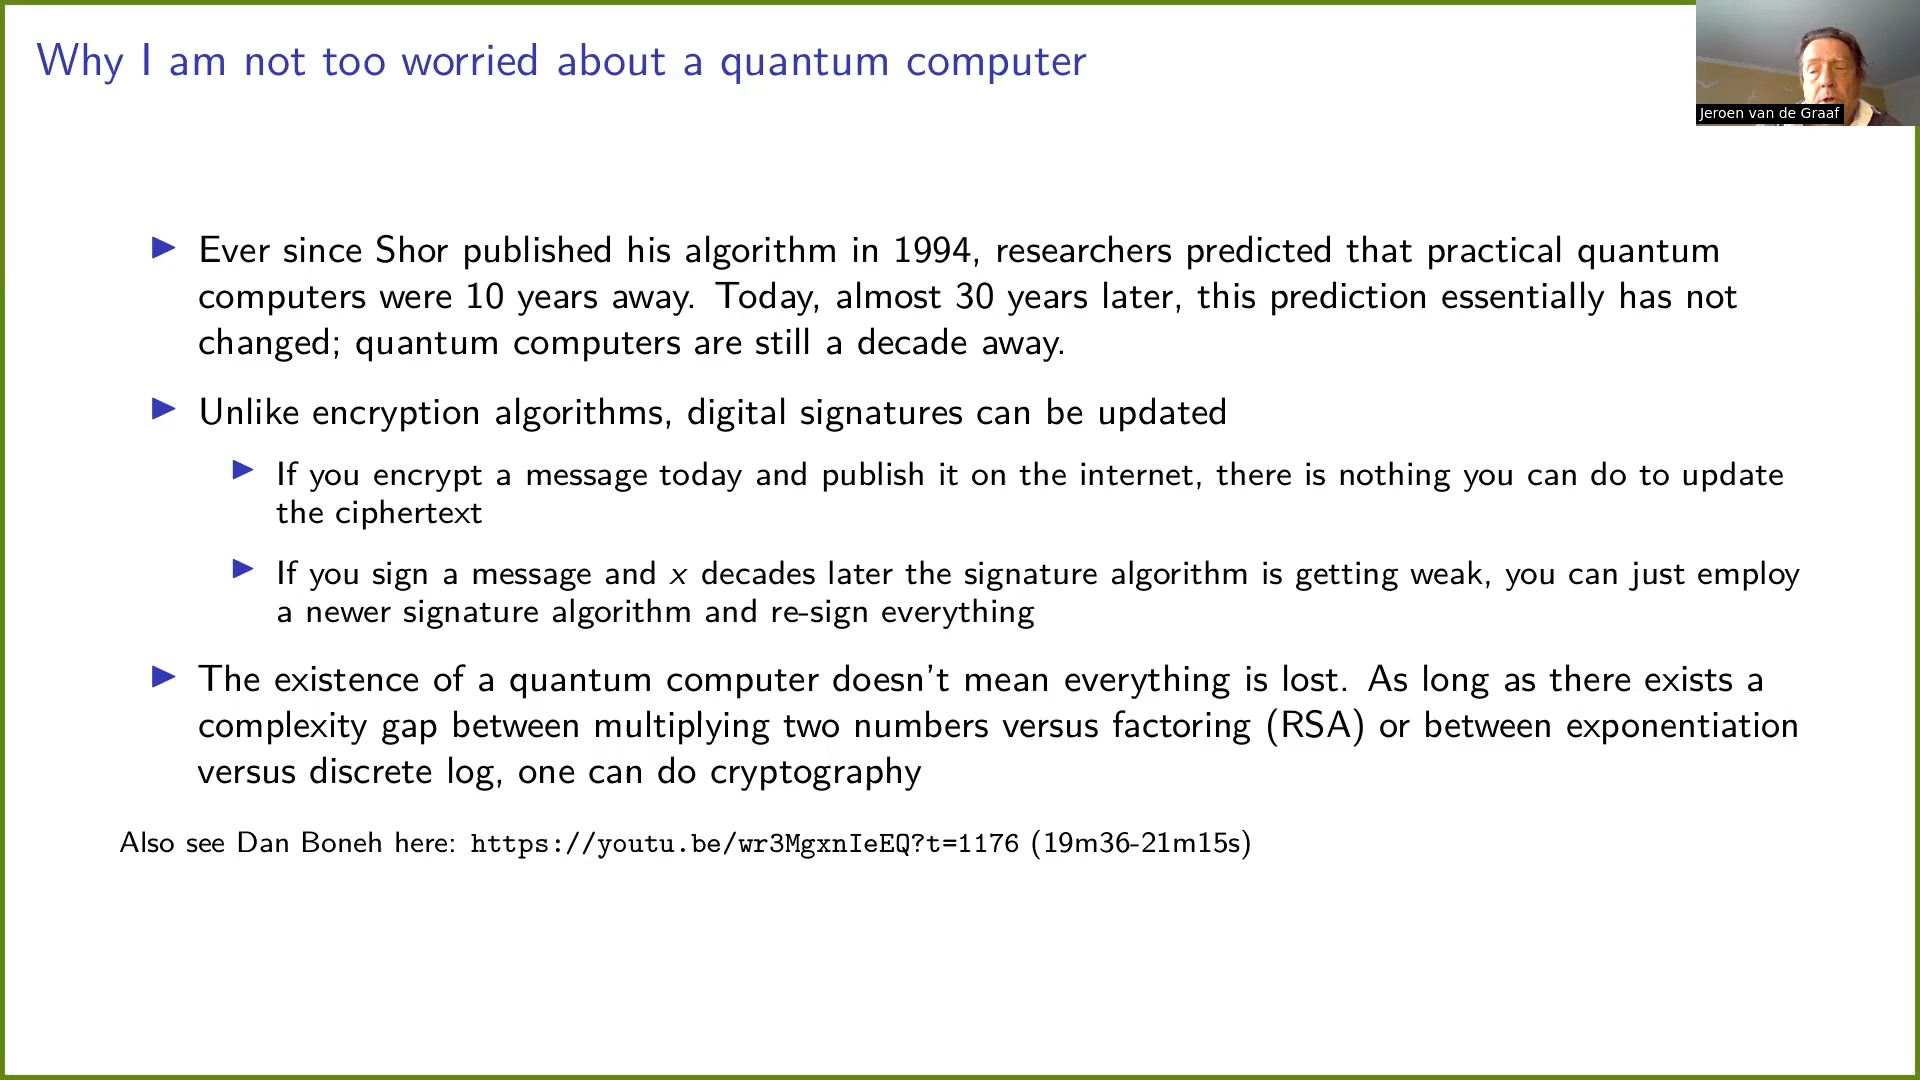 Why I am not too worried about a quantum computer
Jeroen van de Graaf
▶ Ever since Shor published his algorithm in 1994, researchers predicted that practical quantum
computers were 10 years away. Today, almost 30 years later, this prediction essentially has not
changed; quantum computers are still a decade away.
▶ Unlike encryption algorithms, digital signatures can be updated
▶ If you encrypt a message today and publish it on the internet, there is nothing you can do to update
the ciphertext
▶ If you sign a message and x decades later the signature algorithm is getting weak, you can just employ
a newer signature algorithm and re-sign everything
▶ The existence of a quantum computer doesn't mean everything is lost. As long as there exists a
complexity gap between multiplying two numbers versus factoring (RSA) or between exponentiation
versus discrete log, one can do cryptography
Also see Dan Boneh here: https://youtu.be/wr3MgxnIeEQ?t=1176 (19m36-21m15s)